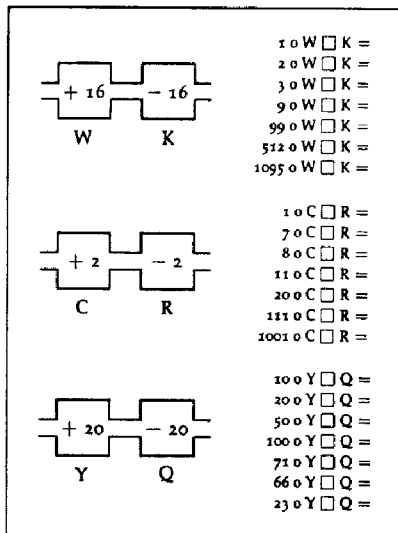 + 16 − 16
W K
1 o W □ K =
2 o W □ K =
3 o W □ K =
9 o W □ K =
99 o W □ K =
512 o W □ K =
1095 o W □ K =
+ 2 − 2
C R
1 o C □ R =
7 o C □ R =
8 o C □ R =
11 o C □ R =
20 o C □ R =
111 o C □ R =
1001 o C □ R =
+ 20 − 20
Y Q
10 o Y □ Q =
20 o Y □ Q =
50 o Y □ Q =
100 o Y □ Q =
71 o Y □ Q =
66 o Y □ Q =
23 o Y □ Q =